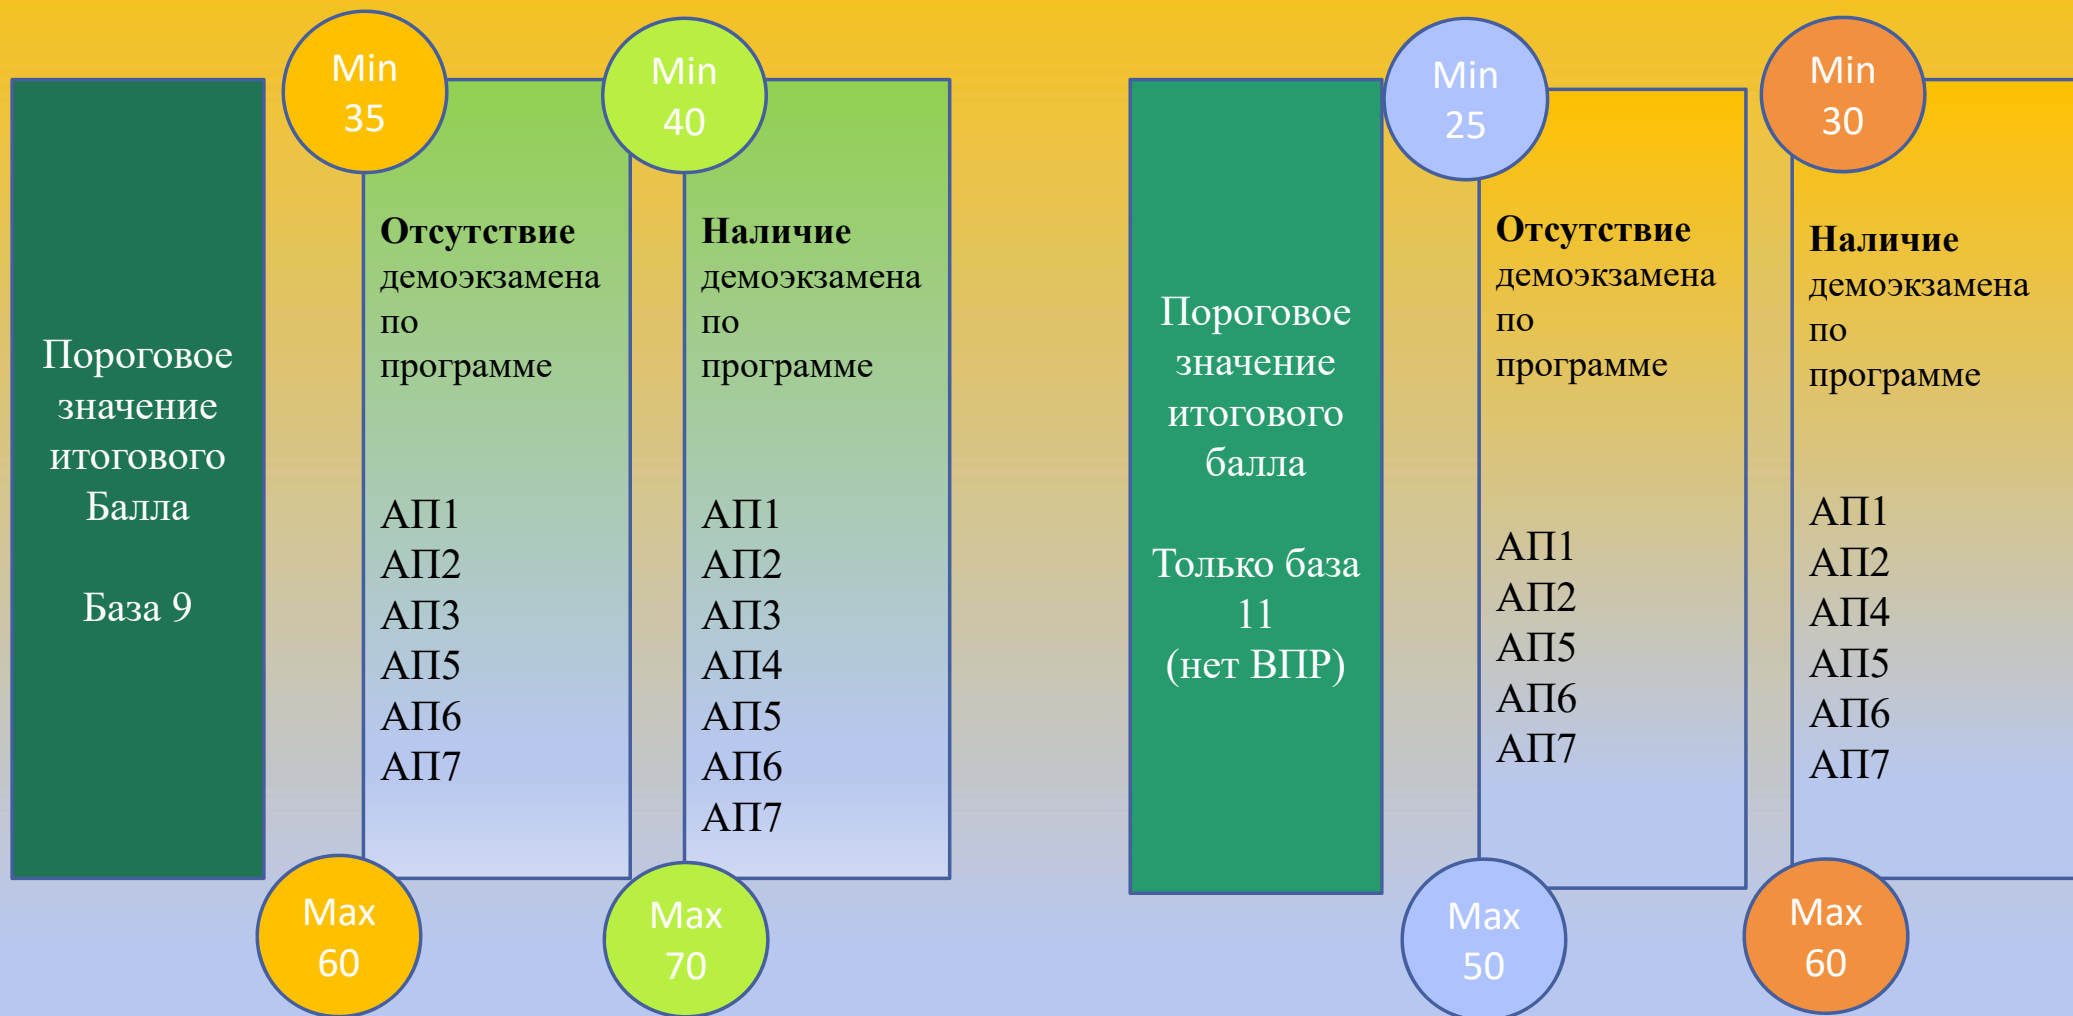 Пороговое
значение
итогового
Балла
База 9
Min
35
Отсутствие
демоэкзамена
по
программе
АП1
АП2
АП3
АП5
АП6
АП7
Max
60
Min
40
Наличие
демоэкзамена
по
программе
АП1
АП2
АП3
АП4
АП5
АП6
АП7
Max
70
Пороговое
значение
итогового
балла
Только база
11
(нет ВПР)
Min
25
Отсутствие
демоэкзамена
по
программе
АП1
АП2
АП5
АП6
АП7
Max
50
Min
30
Наличие
демоэкзамена
по
программе
АП1
АП2
АП4
АП5
АП6
АП7
Max
60